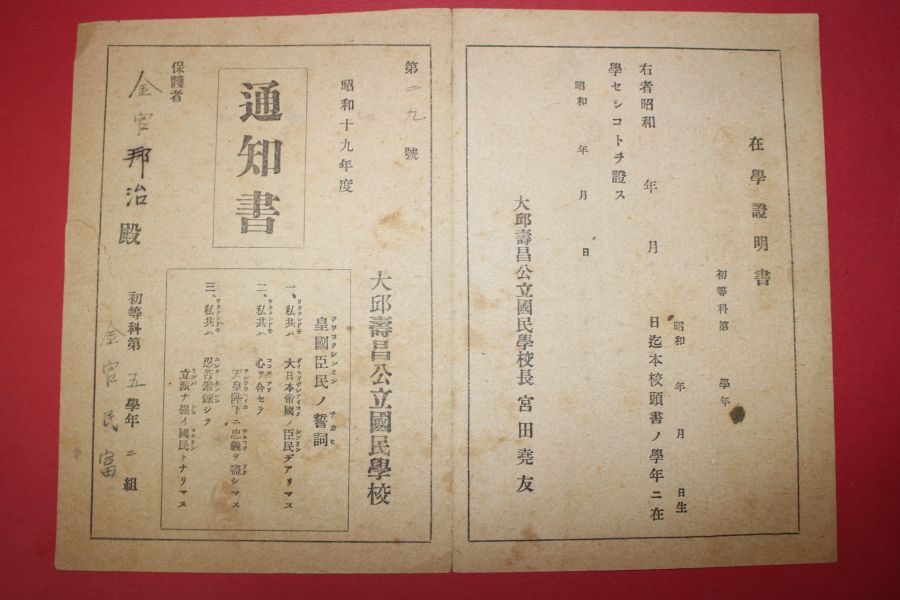 在學證明書
初等科第 學年
昭和 年 月 日生
右者昭和 年 月 日迄本校頭書ノ學年ニ在
學セシコトヲ證ス
昭和 年 月 日
大邱壽昌公立國民學校長 宮田堯友
第二九號
昭和十九年度
大邱壽昌公立國民學校
通知書
皇國臣民ノ誓詞
一、私共ハ 大日本帝國ノ臣民デアリマス
二、私共ハ 心ヲ合セテ
天皇陛下ニ忠義ヲ盡シマス
三、私共ハ 忍苦鍛鍊シテ
立派ナ强イ國民トナリマス
保護者
金宮邦治殿
初等科第五學年二組
金宮民富